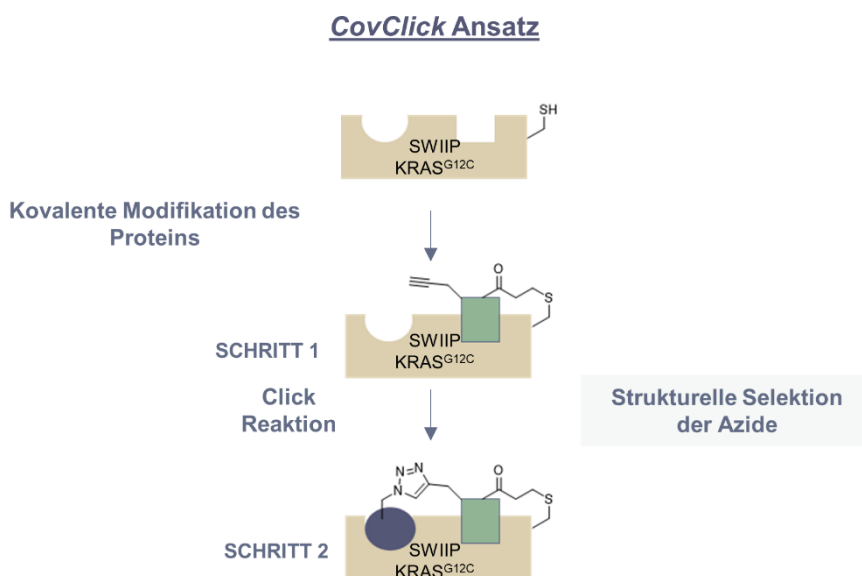 CovClick Ansatz
SH
SWIIP
KRASG12C
Kovalente Modifikation des
Proteins
O
S
SWIIP
KRASG12C
SCHRITT 1
Click
Reaktion
Strukturelle Selektion
der Azide
N=N
N
O
S
SWIIP
KRASG12C
SCHRITT 2